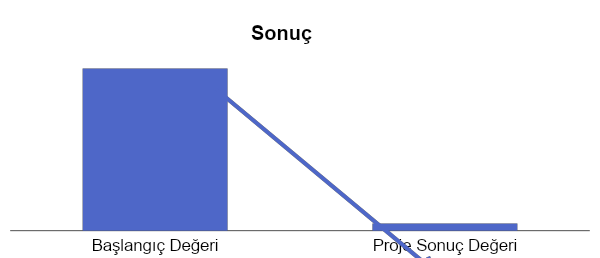 Sonuç
Başlangıç Değeri
Proje Sonuç Değeri